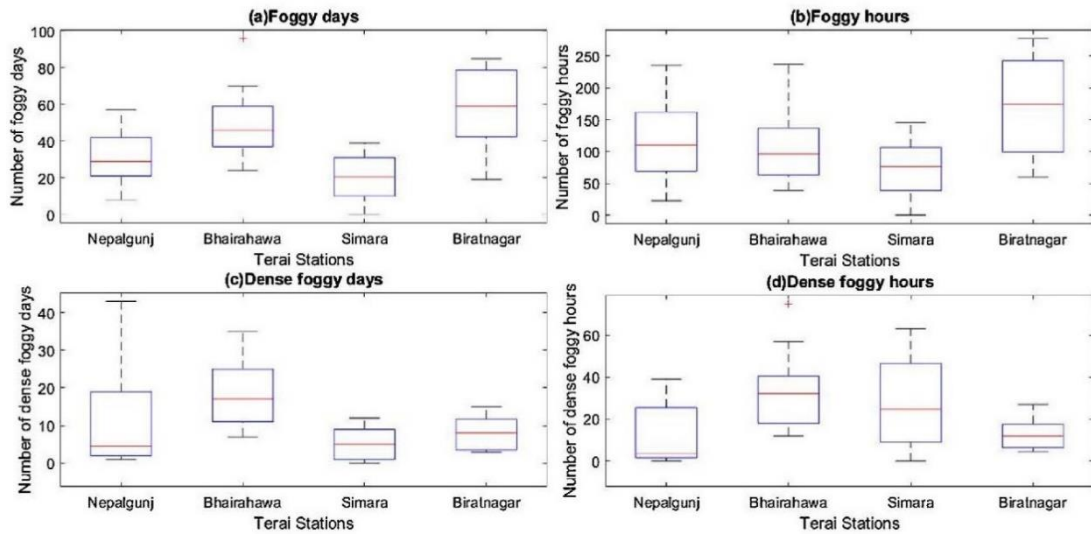 (a)Foggy days
Number of foggy days
100
80
60
40
20
0
Nepalgunj Bhairahawa Simara Biratnagar
Terai Stations
(b)Foggy hours
Number of foggy hours
250
200
150
100
50
0
Nepalgunj Bhairahawa Simara Biratnagar
Terai Stations
(c)Dense foggy days
Number of dense foggy days
40
30
20
10
0
Nepalgunj Bhairahawa Simara Biratnagar
Terai Stations
(d)Dense foggy hours
Number of dense foggy hours
60
40
20
0
Nepalgunj Bhairahawa Simara Biratnagar
Terai Stations